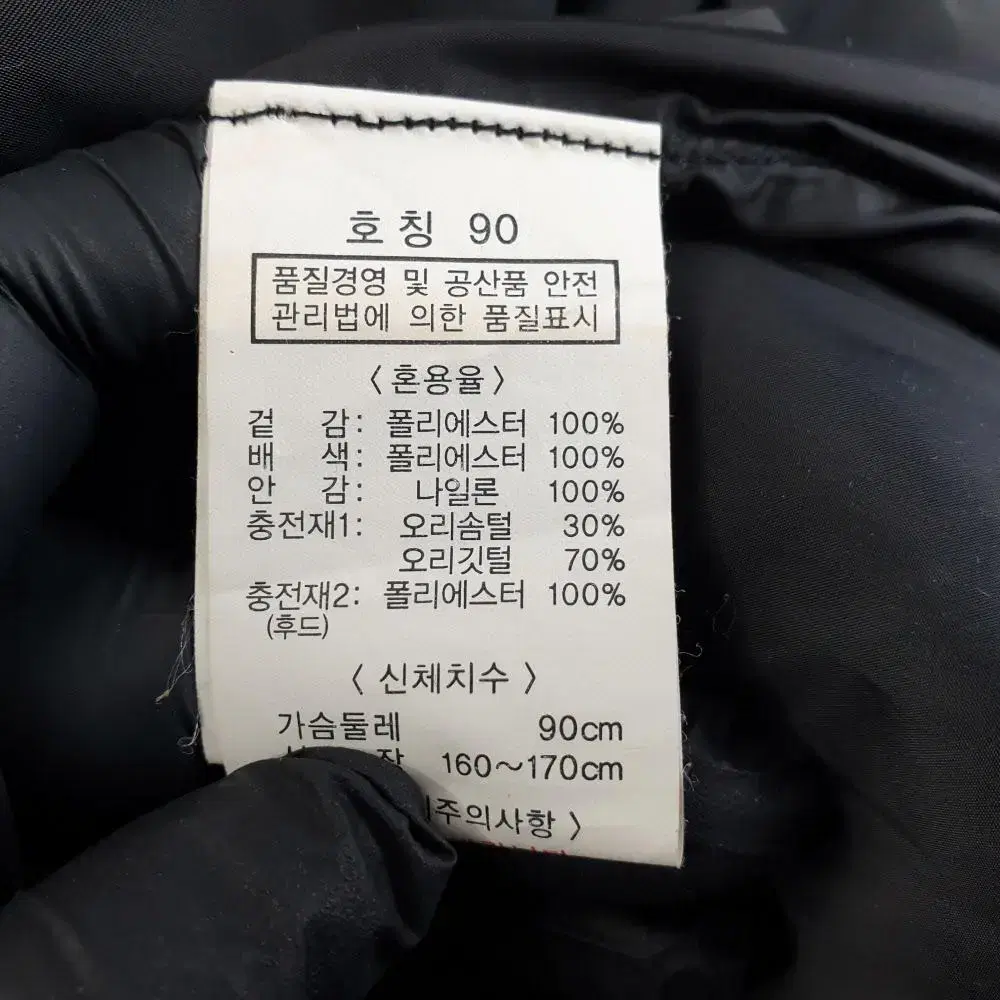 호칭 90
품질경영 및 공산품 안전
관리법에 의한 품질표시
〈 혼용율 〉
겉 감: 폴리에스터 100%
배 색: 폴리에스터 100%
안 감: 나일론 100%
충전재1: 오리솜털 30%
오리깃털 70%
충전재2: 폴리에스터 100%
(후드)
〈 신체치수 〉
가슴둘레 90cm
160~170cm
주의사항 〉